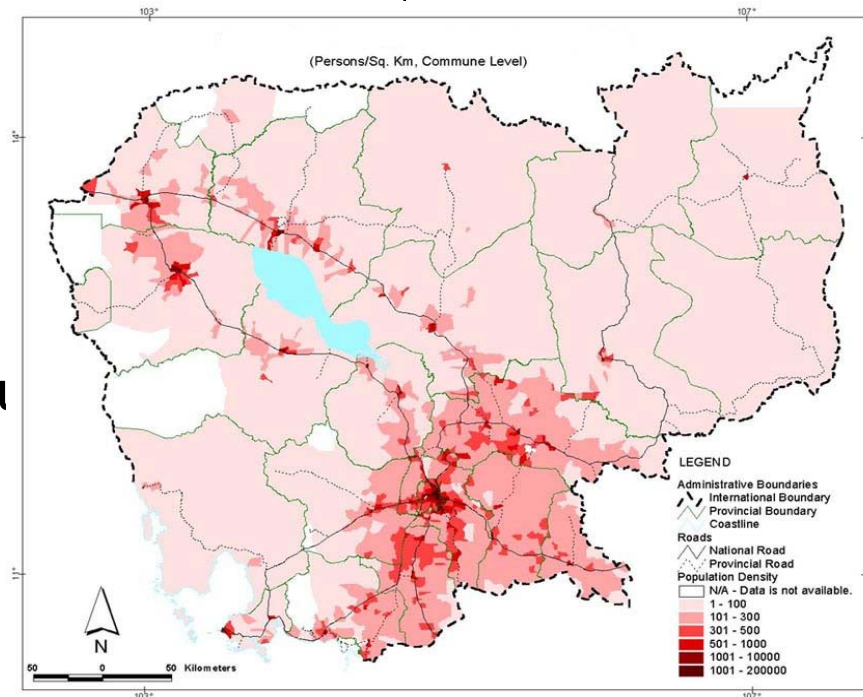 103°
107°
(Persons/Sq. Km, Commune Level)
14°
LEGEND
Administrative Boundaries
International Boundary
Provincial Boundary
Coastline
Roads
National Road
Provincial Road
Population Density
N/A - Data is not available.
1 - 100
101 - 300
301 - 500
501 - 1000
1001 - 10000
1001 - 200000
N
50 0 50 Kilometers
103°